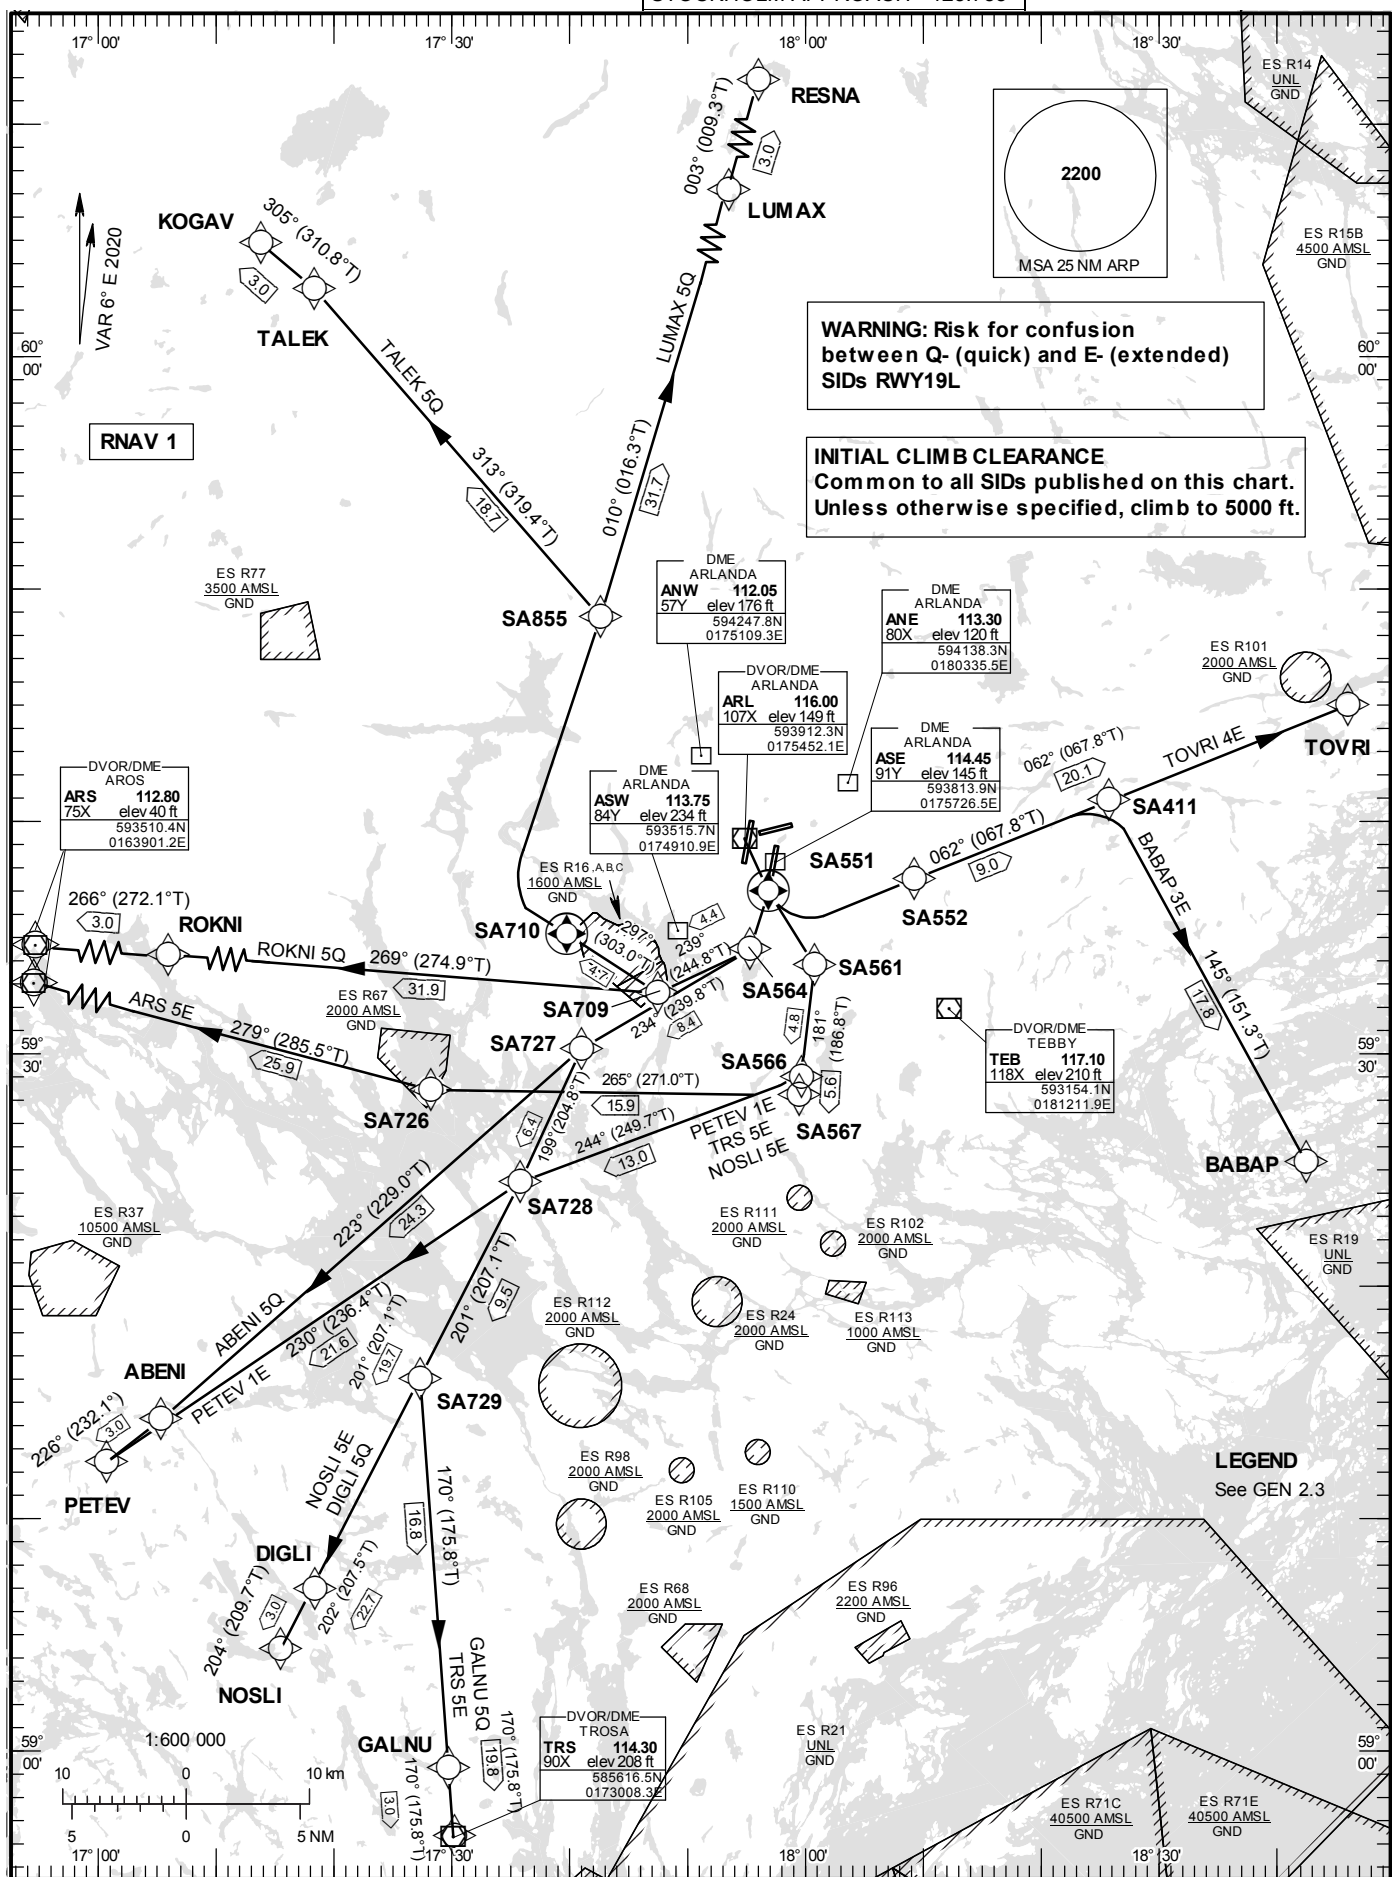 17° 00'
17° 30'
18° 00'
18° 30'
ES R14
UNL
GND
RESNA
003° (009.3°T)
3.0
LUMAX
2200
MSA 25 NM ARP
ES R15B
4500 AMSL
GND
KOGAV
305° (310.8°T)
3.0
TALEK
VAR 6° E 2020
60°
00'
60°
00'
LUMAX 5Q
TALEK 5Q
WARNING: Risk for confusion
between Q- (quick) and E- (extended)
SIDs RWY19L
RNAV 1
INITIAL CLIMB CLEARANCE
Common to all SIDs published on this chart.
Unless otherwise specified, climb to 5000 ft.
313° (319.4°T)
18.7
010° (016.3°T)
31.7
ES R77
3500 AMSL
GND
SA855
DME
ARLANDA
ANW 112.05
57Y elev 176 ft
594247.8N
0175109.3E
DME
ARLANDA
ANE 113.30
80X elev 120 ft
594138.3N
0180335.5E
ES R101
2000 AMSL
GND
DVOR/DME
ARLANDA
ARL 116.00
107X elev 149 ft
593912.3N
0175452.1E
TOVRI
TOVRI 4E
062° (067.8°T)
20.1
DME
ARLANDA
ASE 114.45
91Y elev 145 ft
593813.9N
0175726.5E
DVOR/DME
AROS
ARS 112.80
75X elev 40 ft
593510.4N
0163901.2E
DME
ARLANDA
ASW 113.75
84Y elev 234 ft
593515.7N
0174910.9E
SA411
SA551
062° (067.8°T)
9.0
BABAP 3E
ES R16 ,A,B,C
1600 AMSL
GND
SA552
266° (272.1°T)
3.0
ROKNI
SA710
297°
(303.0°T)
4.7
239°
(244.8°T)
4.4
ROKNI 5Q
269° (274.9°T)
31.9
SA561
SA564
145° (151.3°T)
17.8
SA709
234° (239.8°T)
8.4
ES R67
2000 AMSL
GND
ARS 5E
279° (285.5°T)
25.9
4.8
181°
(186.8°T)
5.6
DVOR/DME
TEBBY
TEB 117.10
118X elev 210 ft
593154.1N
0181211.9E
59°
30'
59°
30'
SA727
SA566
265° (271.0°T)
15.9
SA726
SA567
199° (204.8°T)
6.4
244° (249.7°T)
13.0
PETEV 1E
TRS 5E
NOSLI 5E
BABAP
SA728
223° (229.0°T)
24.3
ES R37
10500 AMSL
GND
ES R111
2000 AMSL
GND
ES R102
2000 AMSL
GND
ES R19
UNL
GND
201° (207.1°T)
9.5
ABENI 5Q
230° (236.4°T)
21.6
201° (207.1°T)
19.7
ES R112
2000 AMSL
GND
ES R24
2000 AMSL
GND
ES R113
1000 AMSL
GND
ABENI
PETEV 1E
SA729
226° (232.1°)
3.0
PETEV
NOSLI 5E
DIGLI 5Q
ES R98
2000 AMSL
GND
ES R105
2000 AMSL
GND
ES R110
1500 AMSL
GND
LEGEND
See GEN 2.3
170° (175.8°T)
16.8
DIGLI
204° (209.7°T)
3.0
202° (207.5°T)
22.7
ES R68
2000 AMSL
GND
ES R96
2200 AMSL
GND
NOSLI
GALNU 5Q
TRS 5E
1:600 000
10 0 10 km
5 0 5 NM
GALNU
170° (175.8°T)
19.8
170° (175.8°T)
3.0
DVOR/DME
TROSA
TRS 114.30
90X elev 208 ft
585616.5N
0173008.3E
ES R21
UNL
GND
59°
00'
59°
00'
ES R71C
40500 AMSL
GND
ES R71E
40500 AMSL
GND
17° 00'
17° 30'
18° 00'
18° 30'